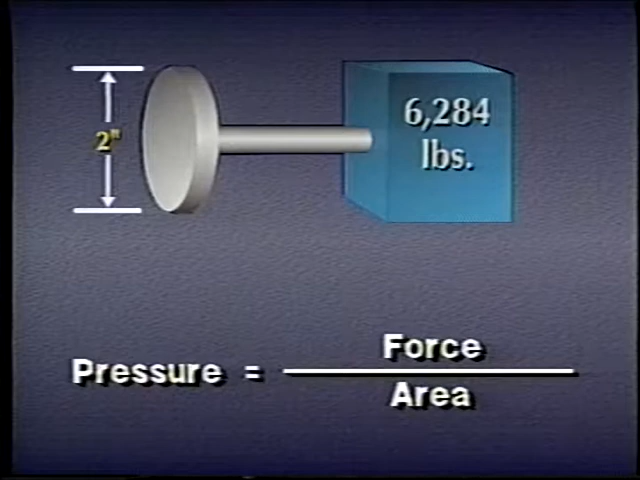 2"
6,284
lbs.
Pressure = Force
Area